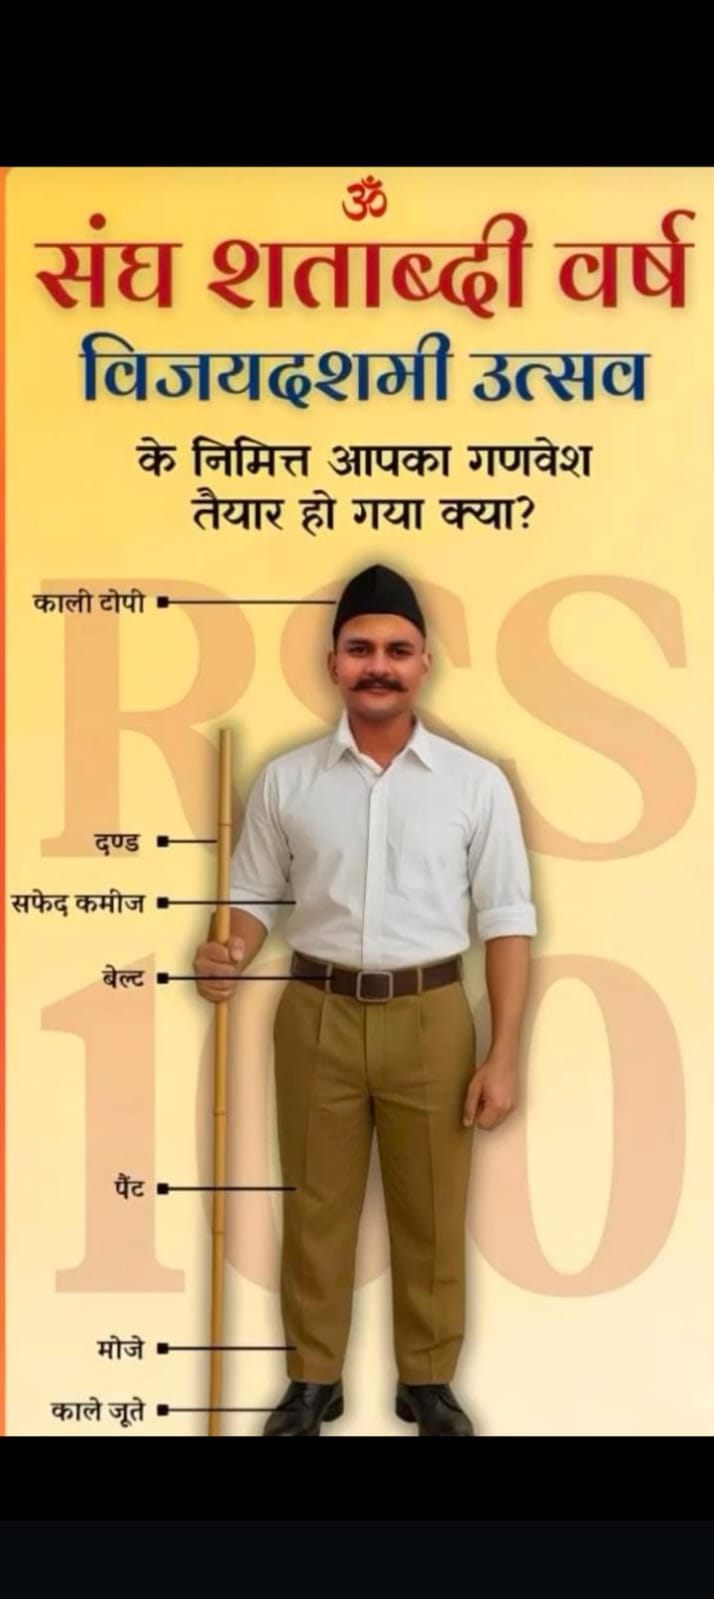 ॐ
संघ शताब्दी वर्ष
विजयदशमी उत्सव
के निमित्त आपका गणवेश
तैयार हो गया क्या?
RSS
100
काली टोपी
दण्ड
सफेद कमीज
बेल्ट
पैंट
मोजे
काले जूते